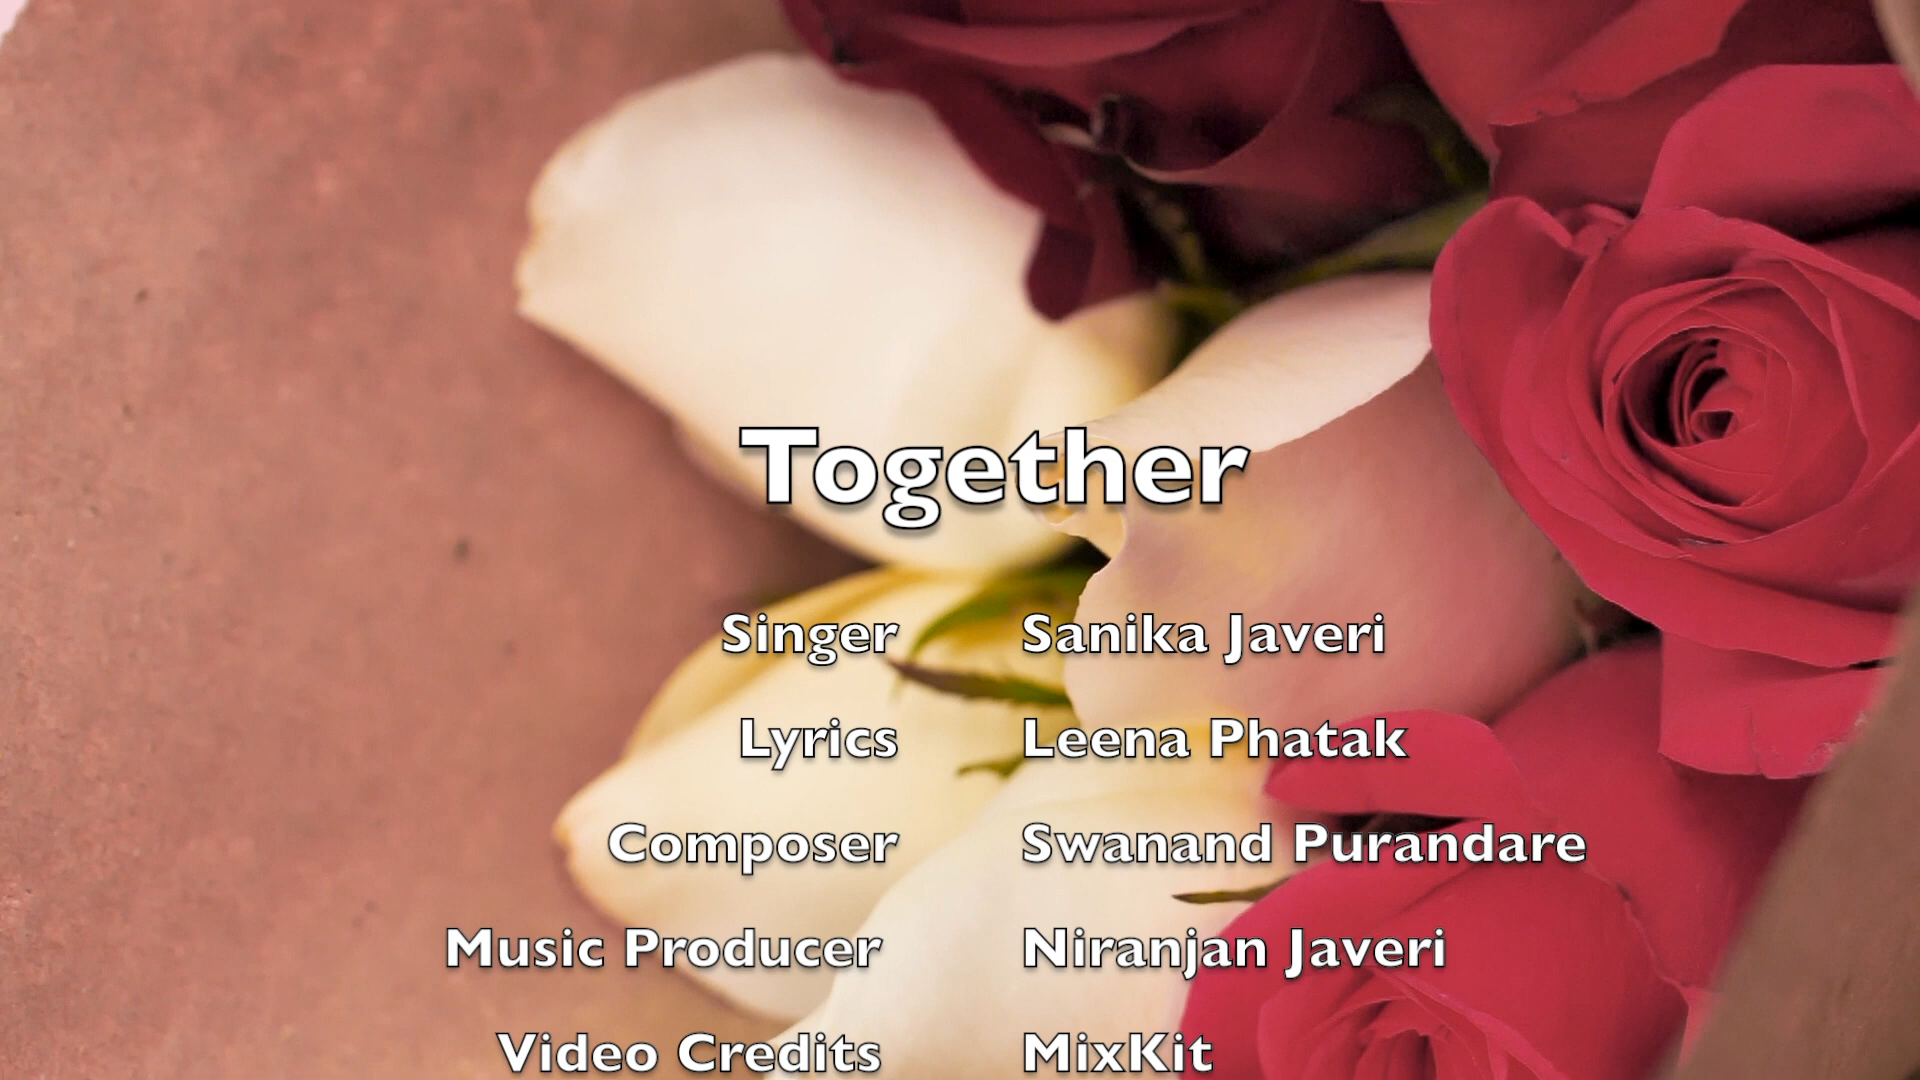 Together
Singer Sanika Javeri
Lyrics Leena Phatak
Composer Swanand Purandare
Music Producer Niranjan Javeri
Video Credits MixKit